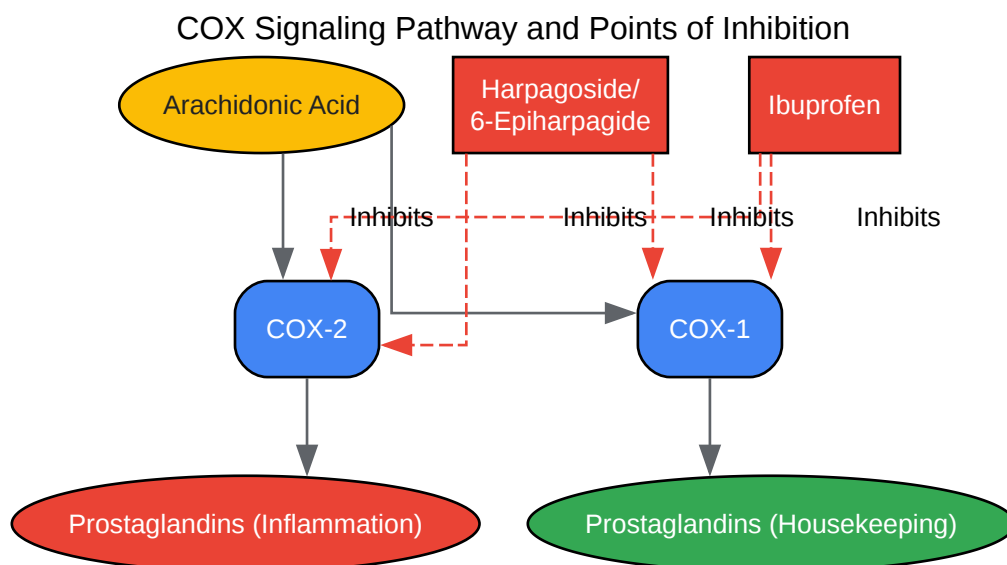 COX Signaling Pathway and Points of Inhibition
Arachidonic Acid
Harpagoside/
6-Epiharpagide
Ibuprofen
Inhibits
Inhibits
Inhibits
Inhibits
COX-2
COX-1
Prostaglandins (Inflammation)
Prostaglandins (Housekeeping)